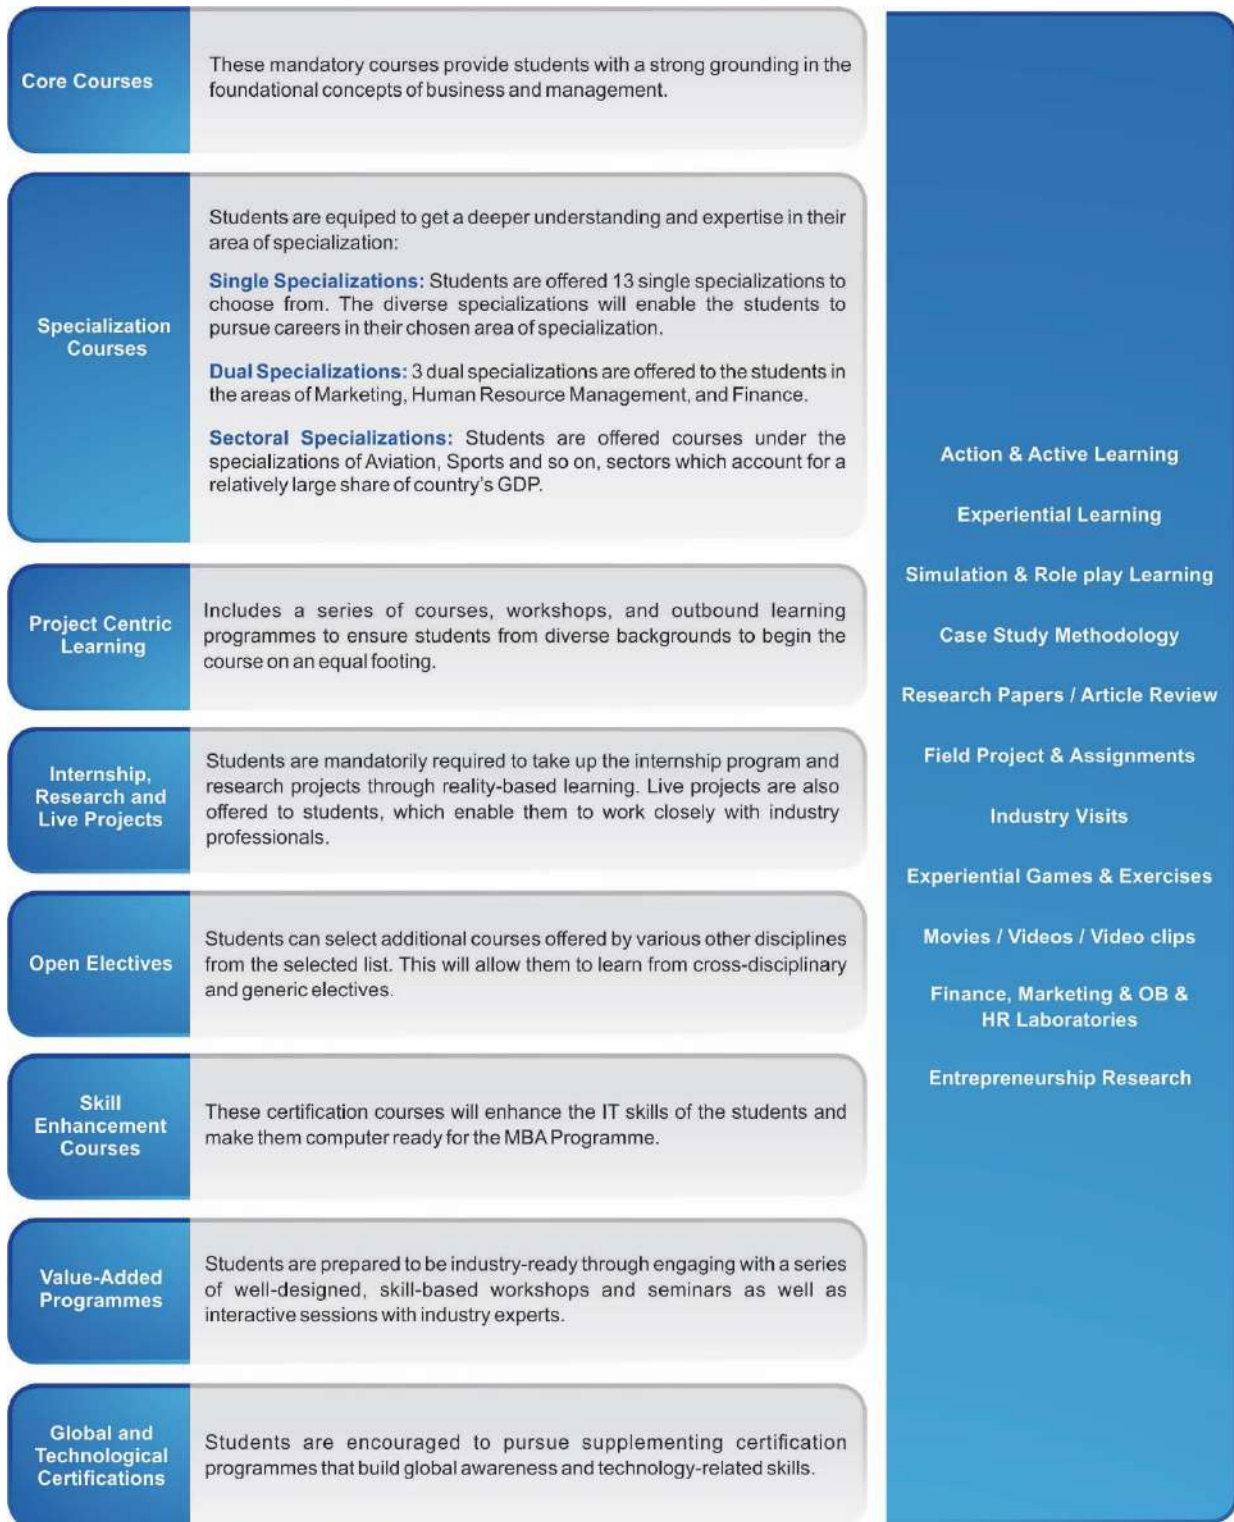 Core Courses
These mandatory courses provide students with a strong grounding in the
foundational concepts of business and management.
Specialization
Courses
Students are equiped to get a deeper understanding and expertise in their
area of specialization:
Single Specializations: Students are offered 13 single specializations to
choose from. The diverse specializations will enable the students to
pursue careers in their chosen area of specialization.
Dual Specializations: 3 dual specializations are offered to the students in
the areas of Marketing, Human Resource Management, and Finance.
Sectoral Specializations: Students are offered courses under the
specializations of Aviation, Sports and so on, sectors which account for a
relatively large share of country's GDP.
Project Centric
Learning
Includes a series of courses, workshops, and outbound learning
programmes to ensure students from diverse backgrounds to begin the
course on an equal footing.
Internship,
Research and
Live Projects
Students are mandatorily required to take up the internship program and
research projects through reality-based learning. Live projects are also
offered to students, which enable them to work closely with industry
professionals.
Open Electives
Students can select additional courses offered by various other disciplines
from the selected list. This will allow them to learn from cross-disciplinary
and generic electives.
Skill
Enhancement
Courses
These certification courses will enhance the IT skills of the students and
make them computer ready for the MBA Programme.
Value-Added
Programmes
Students are prepared to be industry-ready through engaging with a series
of well-designed, skill-based workshops and seminars as well as
interactive sessions with industry experts.
Global and
Technological
Certifications
Students are encouraged to pursue supplementing certification
programmes that build global awareness and technology-related skills.
Action & Active Learning
Experiential Learning
Simulation & Role play Learning
Case Study Methodology
Research Papers / Article Review
Field Project & Assignments
Industry Visits
Experiential Games & Exercises
Movies / Videos / Video clips
Finance, Marketing & OB &
HR Laboratories
Entrepreneurship Research